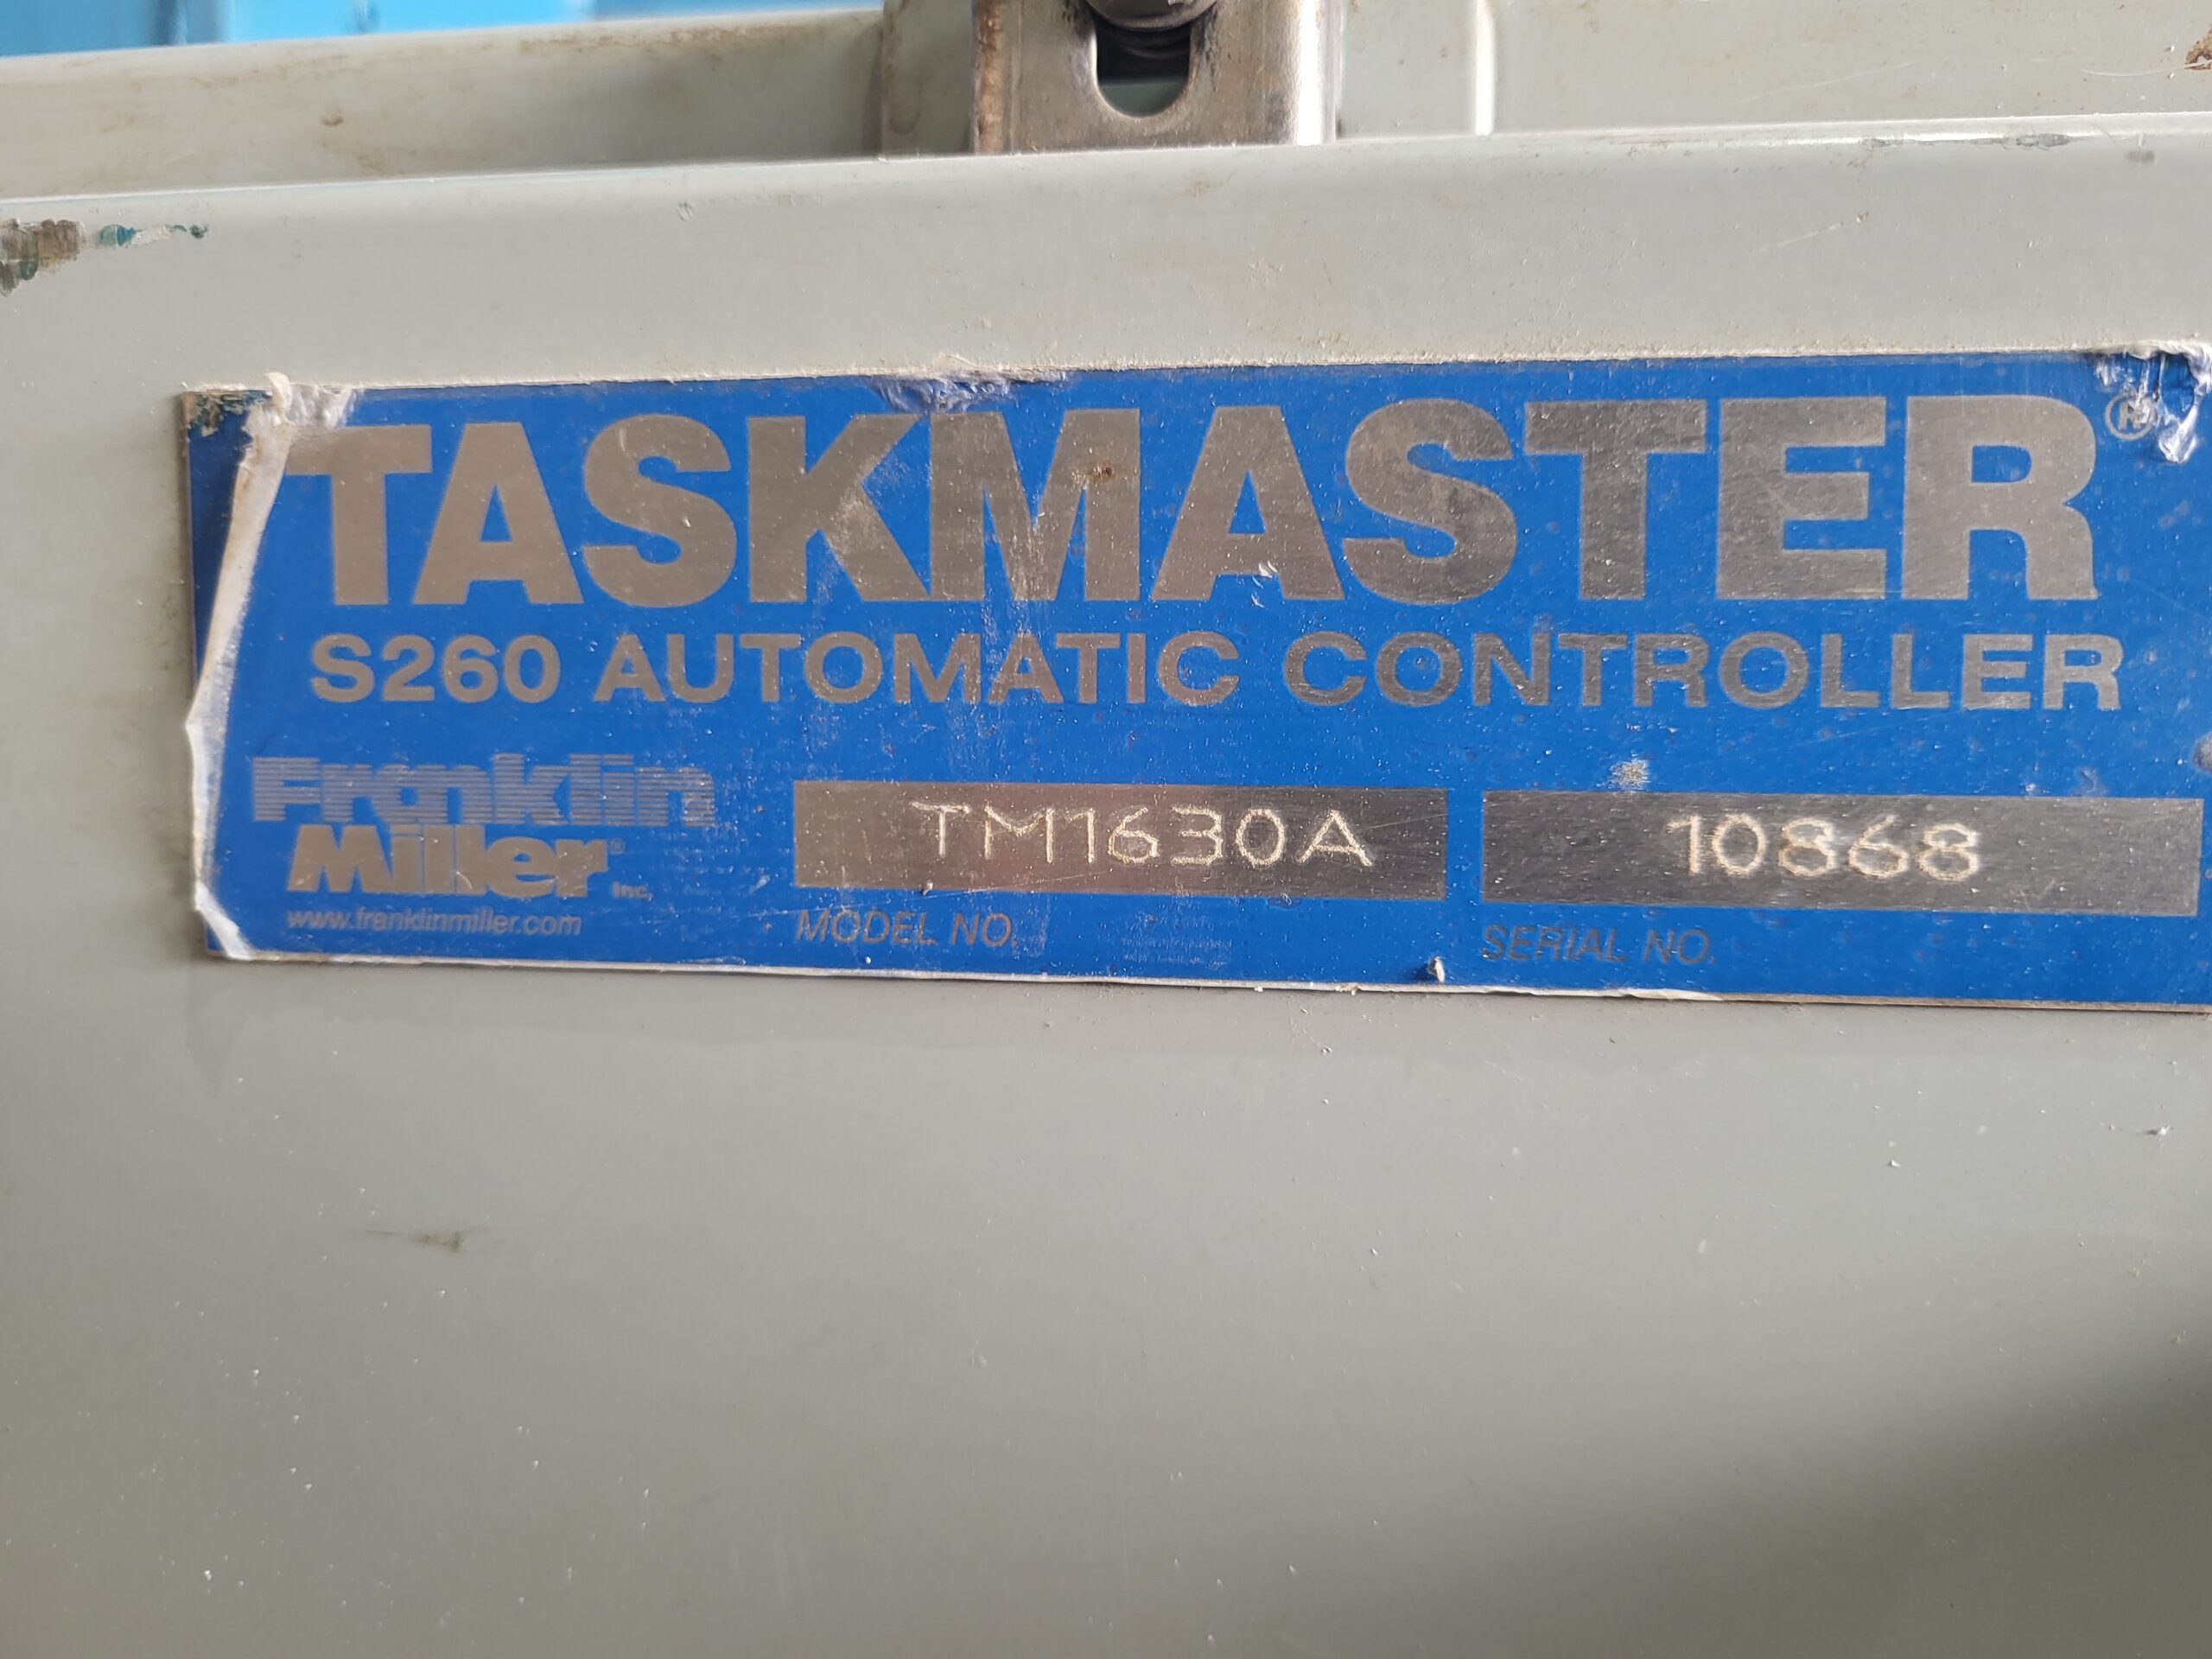 TASKMASTER®
S260 AUTOMATIC CONTROLLER
Franklin
Miller® Inc.
www.franklinmiller.com
TM1630A
MODEL NO.
10868
SERIAL NO.